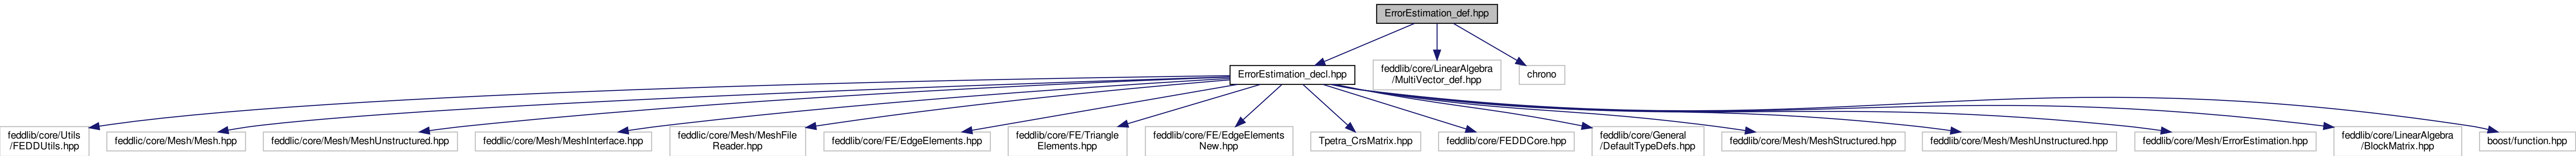 ErrorEstimation_def.hpp
ErrorEstimation_decl.hpp
feddlib/core/LinearAlgebra
/MultiVector_def.hpp
chrono
feddlib/core/Utils
/FEDDUtils.hpp
feddlic/core/Mesh/Mesh.hpp
feddlic/core/Mesh/MeshUnstructured.hpp
feddlic/core/Mesh/MeshInterface.hpp
feddlic/core/Mesh/MeshFile
Reader.hpp
feddlib/core/FE/EdgeElements.hpp
feddlib/core/FE/Triangle
Elements.hpp
feddlib/core/FE/EdgeElements
New.hpp
Tpetra_CrsMatrix.hpp
feddlib/core/FEDDCore.hpp
feddlib/core/General
/DefaultTypeDefs.hpp
feddlib/core/Mesh/MeshStructured.hpp
feddlib/core/Mesh/MeshUnstructured.hpp
feddlib/core/Mesh/ErrorEstimation.hpp
feddlib/core/LinearAlgebra
/BlockMatrix.hpp
boost/function.hpp